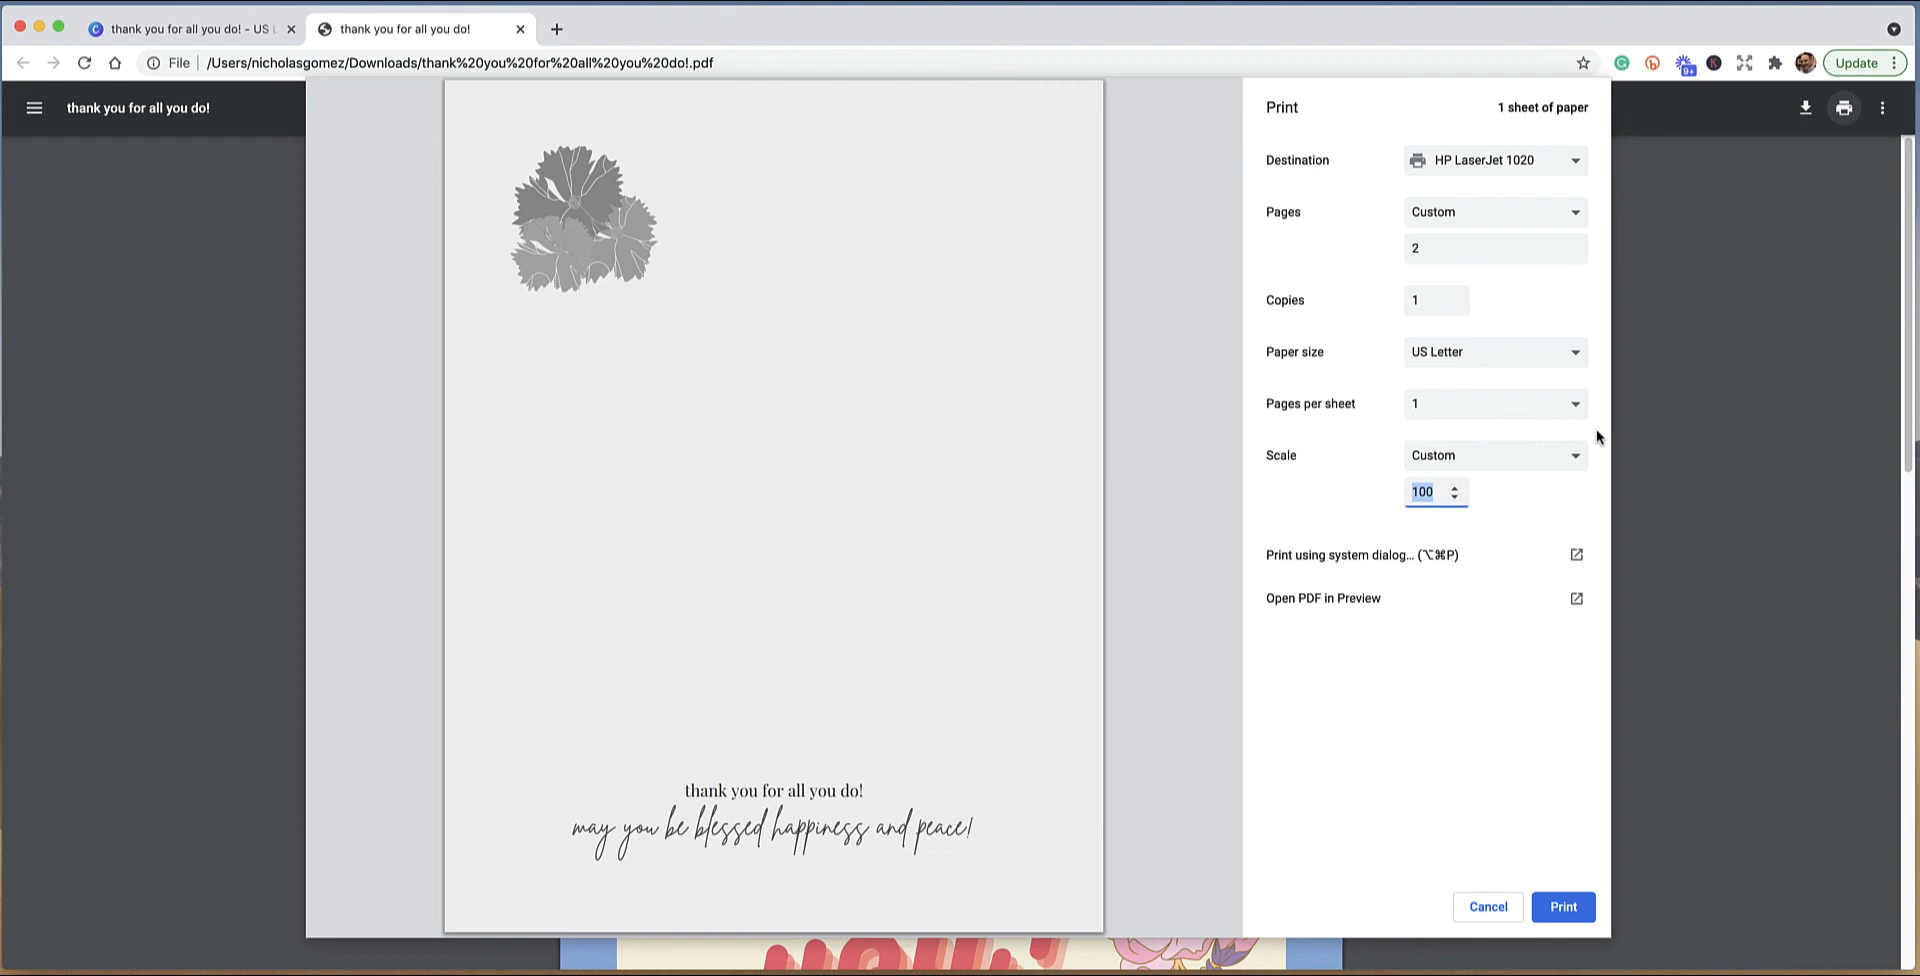 thank you for all you do! - US L
thank you for all you do!
File
/Users/nicholasgomez/Downloads/thank%20you%20for%20all%20you%20do!.pdf
9+
K
Update
thank you for all you do!
Print
1 sheet of paper
Destination
HP LaserJet 1020
Pages
Custom
2
Copies
1
Paper size
US Letter
Pages per sheet
1
Scale
Custom
100
Print using system dialog... (⌥⌘P)
Open PDF in Preview
Cancel
Print
thank you for all you do!
may you be blessed happiness and peace!